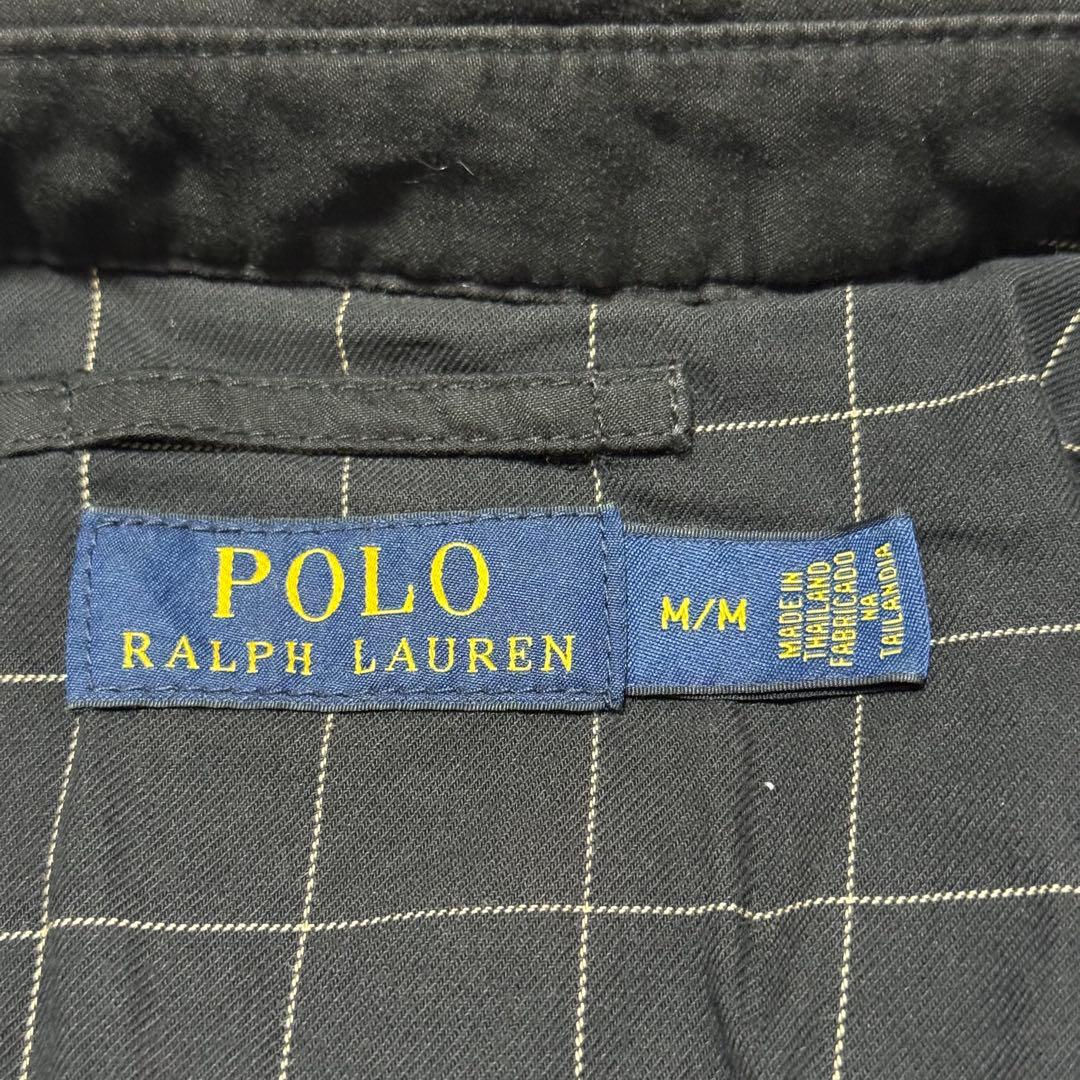 POLO
RALPH LAUREN
M/M
MADE IN
THAILAND
FABRICADO
NA
TAILANDIA